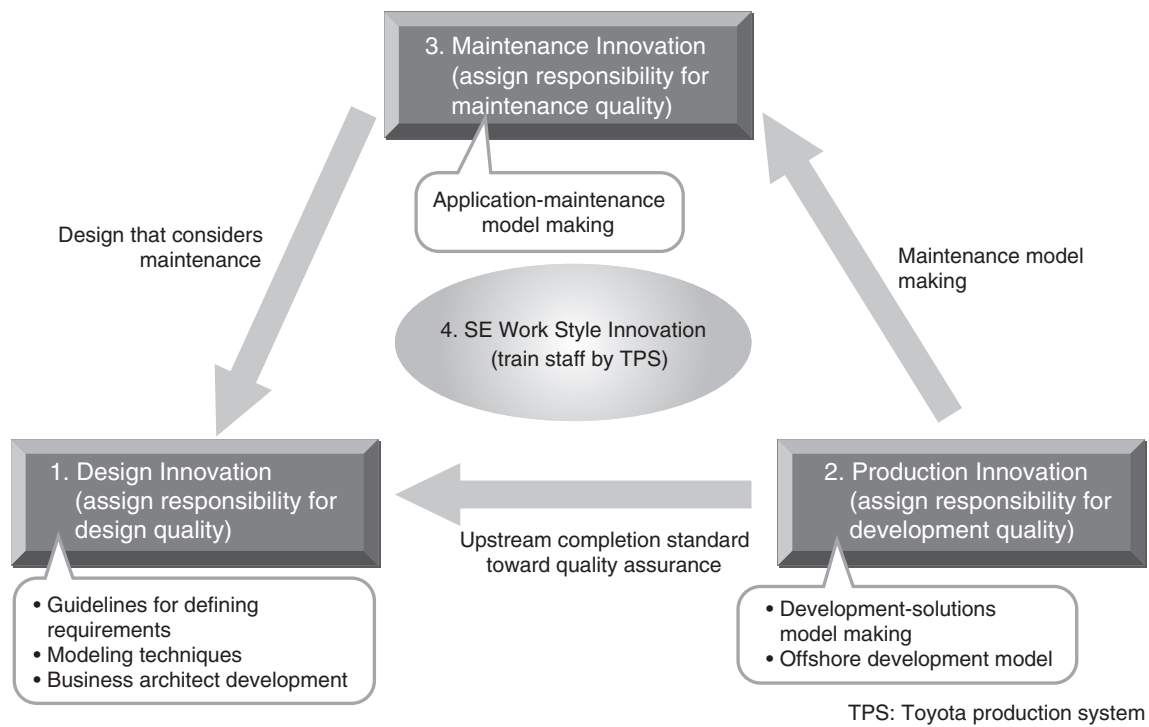 3. Maintenance Innovation
(assign responsibility for
maintenance quality)
Application-maintenance
model making
Design that considers
maintenance
Maintenance model
making
4. SE Work Style Innovation
(train staff by TPS)
1. Design Innovation
(assign responsibility for
design quality)
2. Production Innovation
(assign responsibility for
development quality)
Upstream completion standard
toward quality assurance
• Guidelines for defining
requirements
• Modeling techniques
• Business architect development
• Development-solutions
model making
• Offshore development model
TPS: Toyota production system